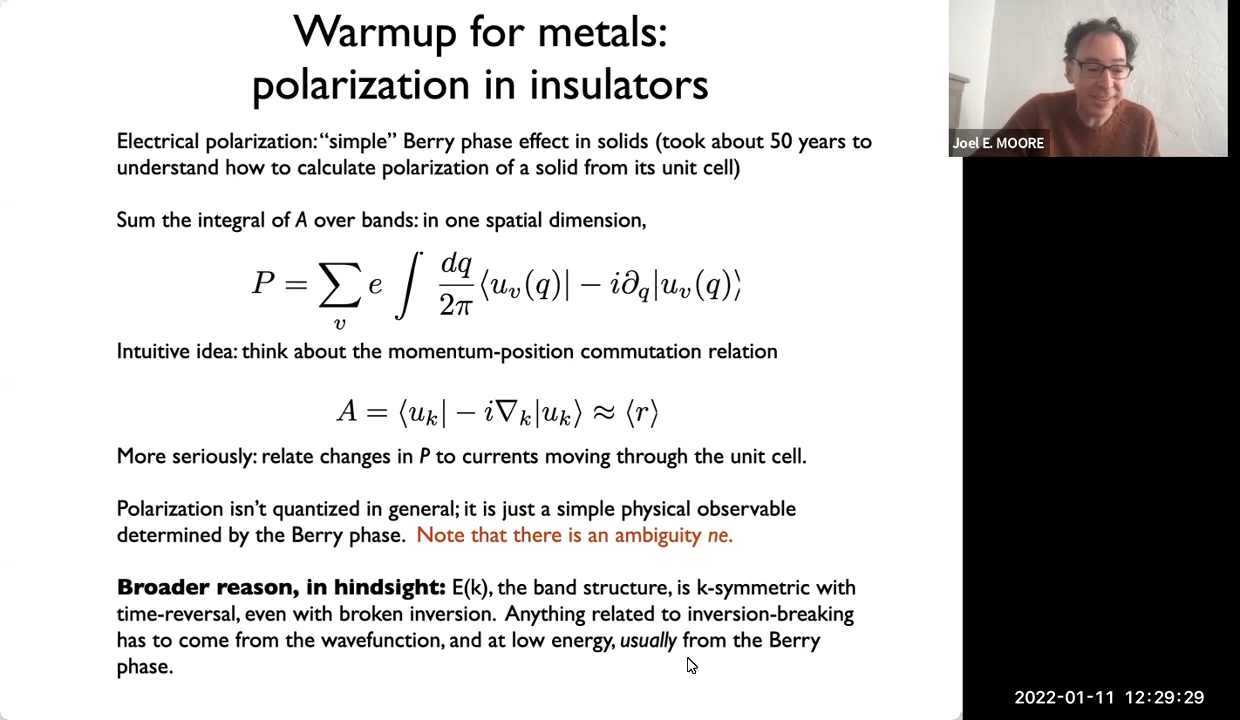 Warmup for metals:
polarization in insulators
Electrical polarization: “simple” Berry phase effect in solids (took about 50 years to
understand how to calculate polarization of a solid from its unit cell)
Sum the integral of A over bands: in one spatial dimension,
P = ∑_v e ∫ dq/2π ⟨u_v(q)| − i∂_q|u_v(q)⟩
Intuitive idea: think about the momentum-position commutation relation
A = ⟨u_k| − i∇_k|u_k⟩ ≈ ⟨r⟩
More seriously: relate changes in P to currents moving through the unit cell.
Polarization isn’t quantized in general; it is just a simple physical observable
determined by the Berry phase. Note that there is an ambiguity ne.
Broader reason, in hindsight: E(k), the band structure, is k-symmetric with
time-reversal, even with broken inversion. Anything related to inversion-breaking
has to come from the wavefunction, and at low energy, usually from the Berry
phase.
Joel E. MOORE
2022-01-11 12:29:29